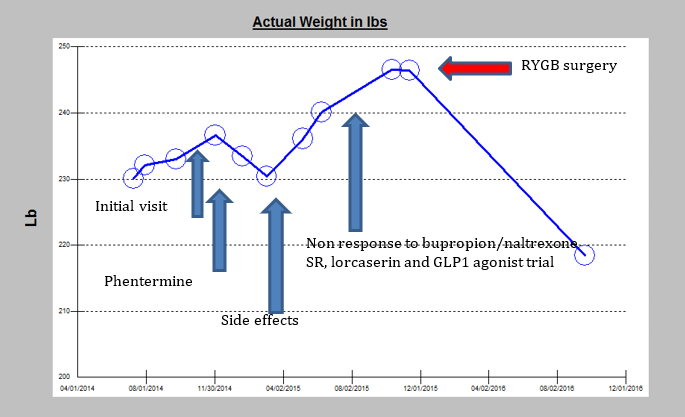 Actual Weight in lbs
250
RYGB surgery
240
230
Initial visit
Lb
220
Non response to bupropion/naltrexone
SR, lorcaserin and GLP1 agonist trial
Phentermine
210
Side effects
200
04/01/2014 08/01/2014 11/30/2014 04/02/2015 08/02/2015 12/01/2015 04/02/2016 08/02/2016 12/01/2016